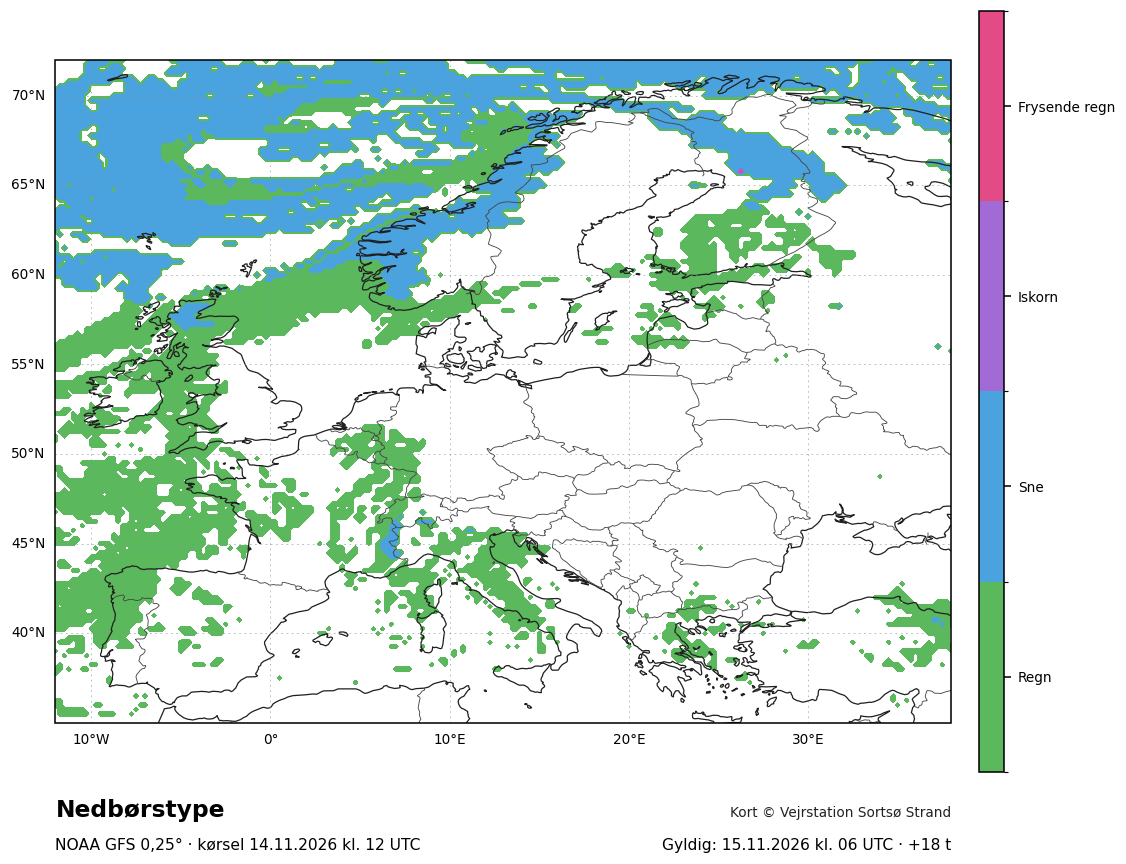 Frysende regn
Iskorn
Sne
Regn
70°N
65°N
60°N
55°N
50°N
45°N
40°N
10°W
0°
10°E
20°E
30°E
Nedbørstype
Kort © Vejrstation Sortsø Strand
NOAA GFS 0,25° · kørsel 14.11.2026 kl. 12 UTC
Gyldig: 15.11.2026 kl. 06 UTC · +18 t